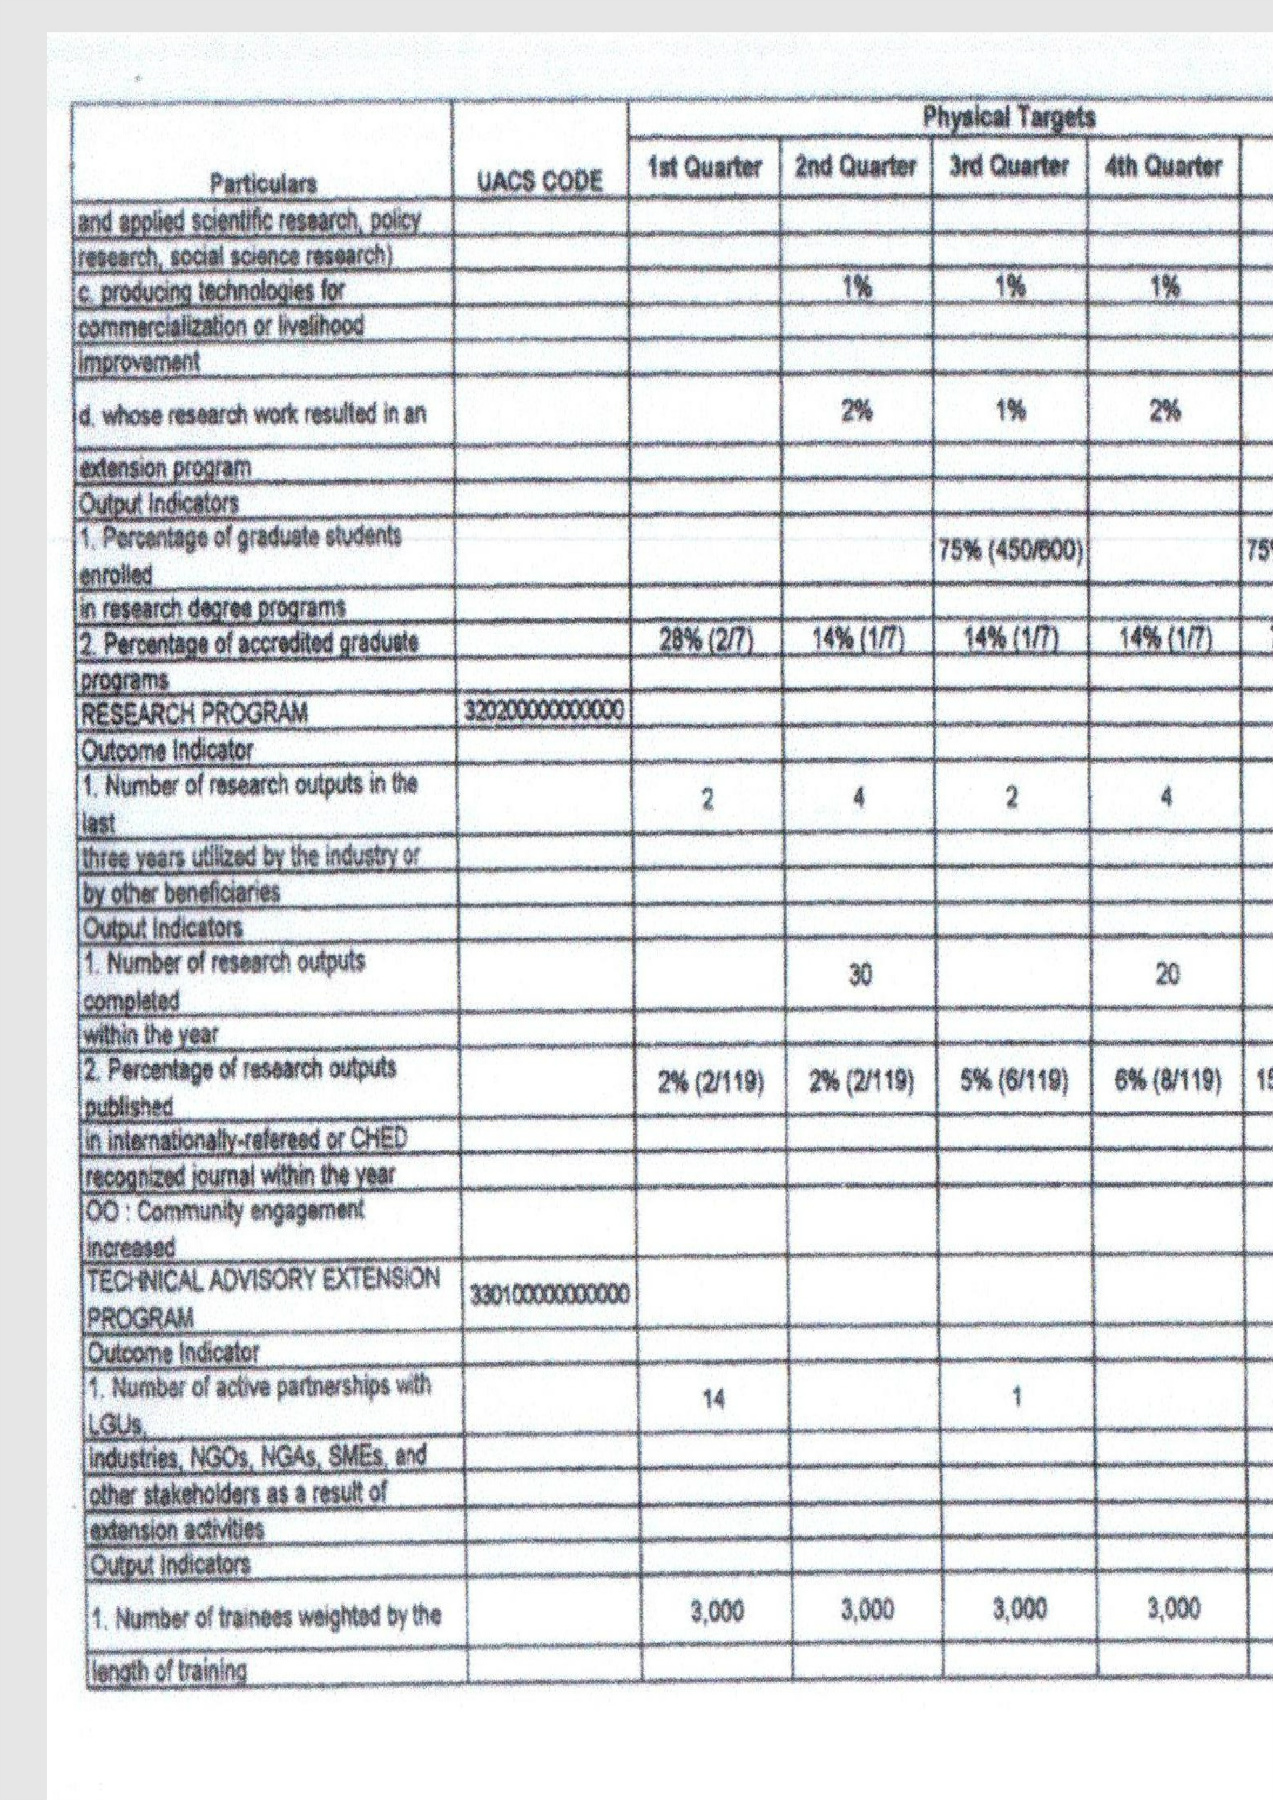 Physical Targets
Particulars UACS CODE 1st Quarter 2nd Quarter 3rd Quarter 4th Quarter
and applied scientific research, policy
research, social science research)
c. producing technologies for 1% 1% 1%
commercialization or livelihood
improvement
d. whose research work resulted in an 2% 1% 2%
extension program
Output Indicators
1. Percentage of graduate students
enrolled 75% (450/600) 75
in research degree programs
2. Percentage of accredited graduate 28% (2/7) 14% (1/7) 14% (1/7) 14% (1/7)
programs
RESEARCH PROGRAM 320200000000000
Outcome Indicator
1. Number of research outputs in the
last 2 4 2 4
three years utilized by the industry or
by other beneficiaries
Output Indicators
1. Number of research outputs
completed 30 20
within the year
2. Percentage of research outputs
published 2% (2/119) 2% (2/119) 5% (6/119) 6% (8/119) 15
in internationally-refereed or CHED
recognized journal within the year
OO : Community engagement
increased
TECHNICAL ADVISORY EXTENSION
PROGRAM 330100000000000
Outcome Indicator
1. Number of active partnerships with
LGUs, 14 1
industries, NGOs, NGAs, SMEs, and
other stakeholders as a result of
extension activities
Output Indicators
1. Number of trainees weighted by the 3,000 3,000 3,000 3,000
length of training